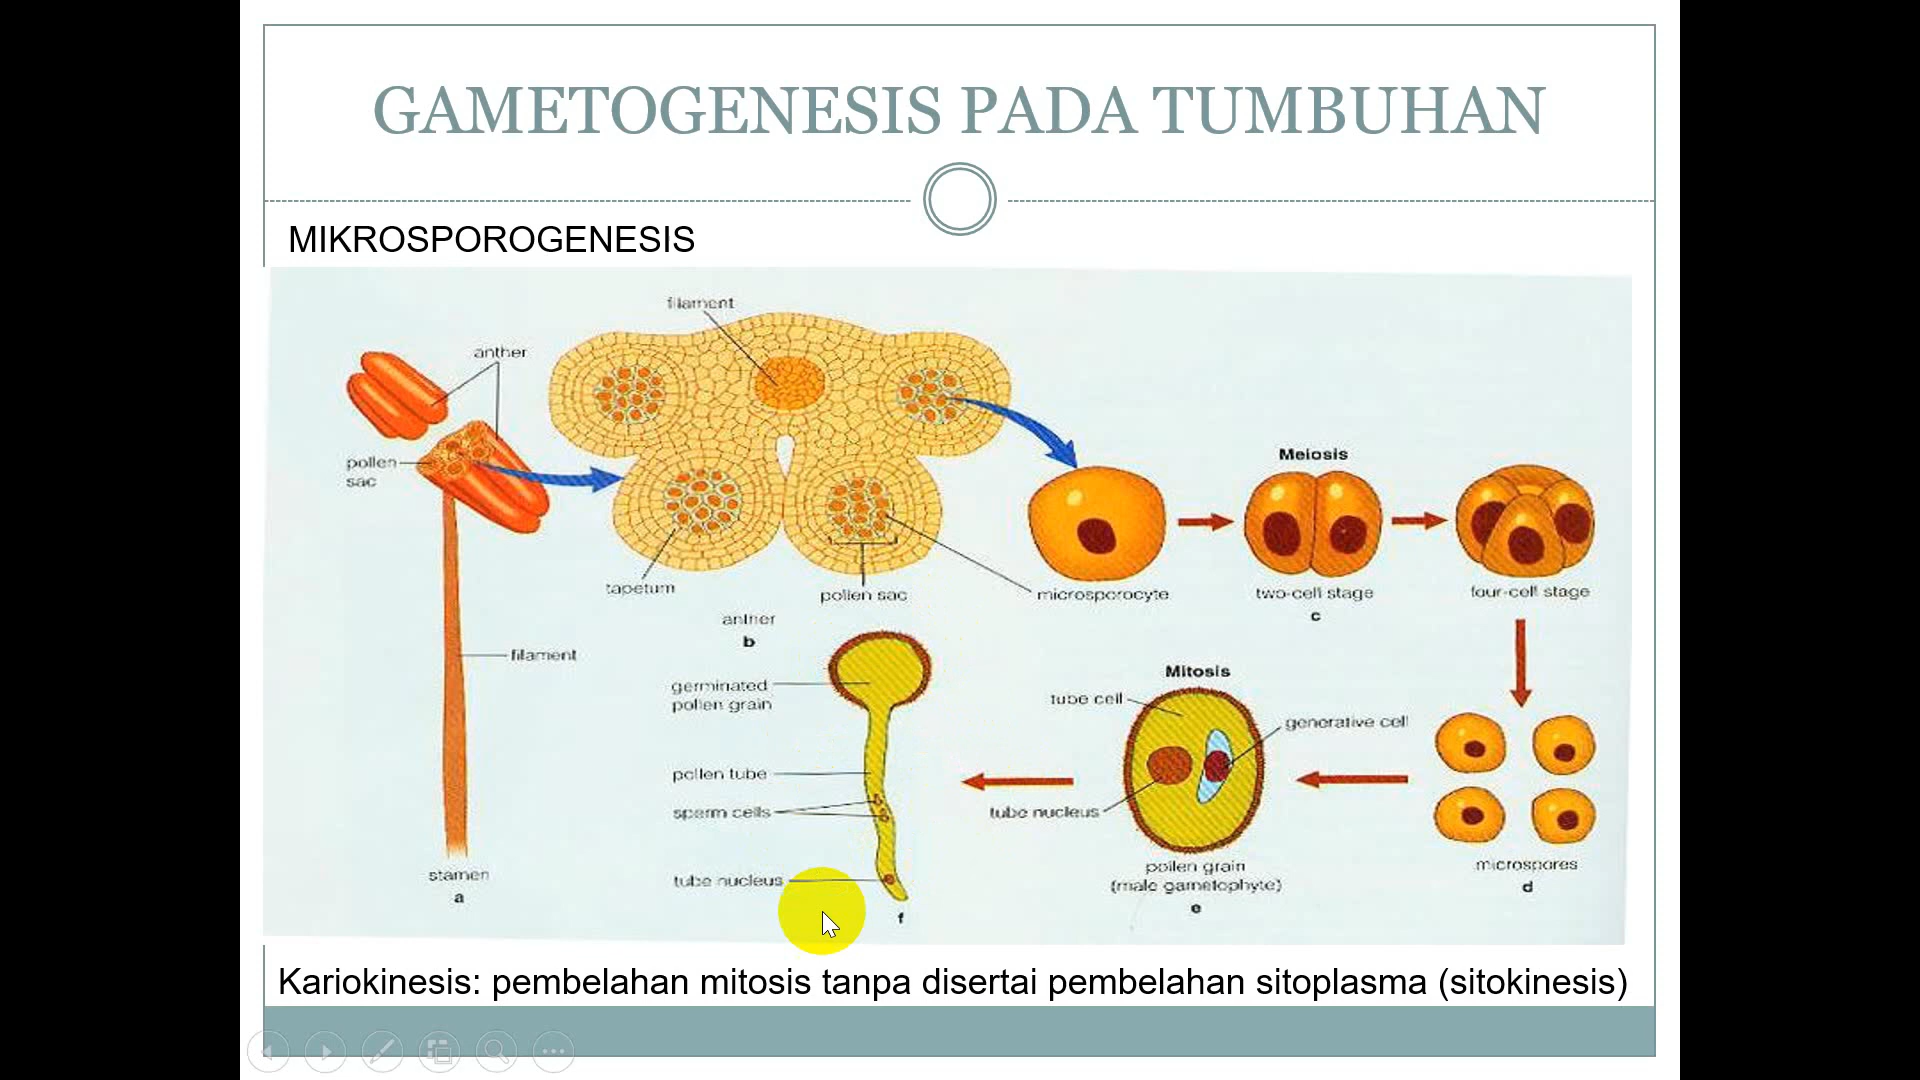 GAMETOGENESIS PADA TUMBUHAN
MIKROSPOROGENESIS
filament
anther
pollen
sac
tapetum
pollen sac
microsporocyte
anther
b
Meiosis
two-cell stage
c
four-cell stage
filament
stamen
a
germinated
pollen grain
pollen tube
sperm cells
tube nucleus
f
Mitosis
tube cell
generative cell
tube nucleus
pollen grain
(male gametophyte)
e
microspores
d
Kariokinesis: pembelahan mitosis tanpa disertai pembelahan sitoplasma (sitokinesis)